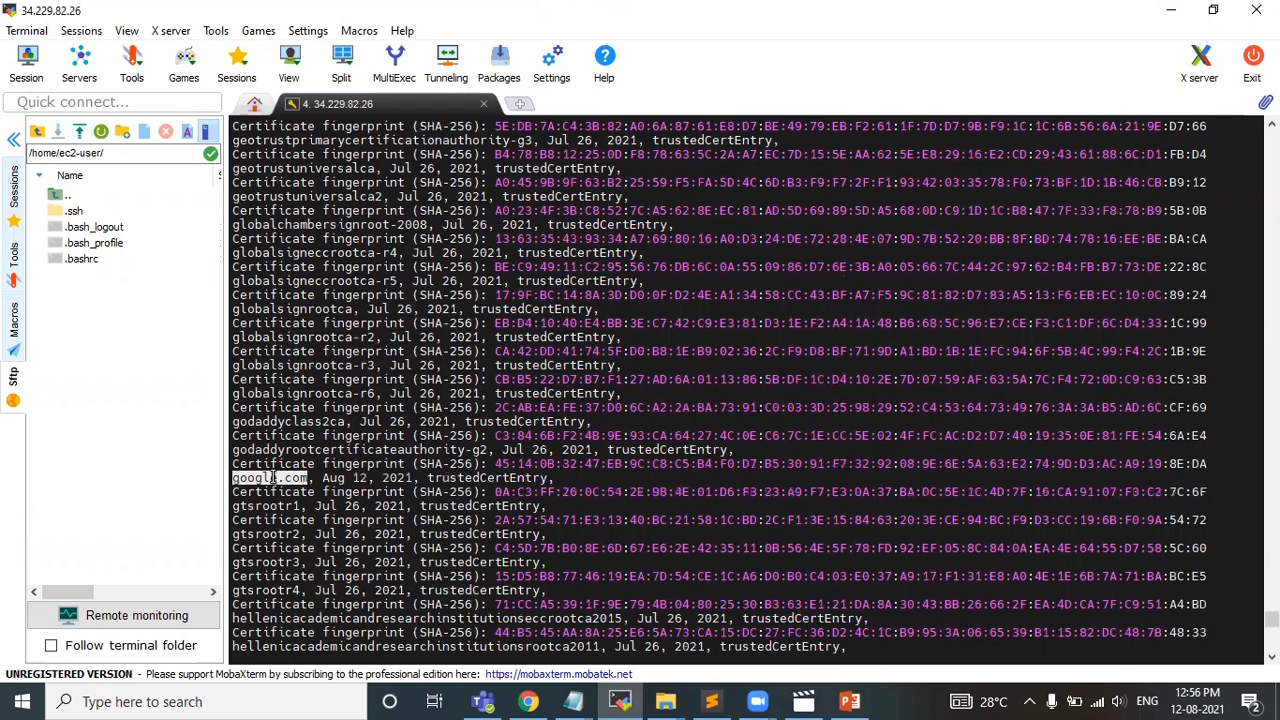 34.229.82.26
Terminal Sessions View X server Tools Games Settings Macros Help
Session Servers Tools Games Sessions View Split MultiExec Tunneling Packages Settings Help X server Exit
Quick connect...
4. 34.229.82.26
/home/ec2-user/
Name
..
.ssh
.bash_logout
.bash_profile
.bashrc
Sessions
Tools
Macros
Sftp
Remote monitoring
Follow terminal folder
Certificate fingerprint (SHA-256): 5E:DB:7A:C4:3B:82:A0:6A:87:61:E8:D7:BE:49:79:EB:F2:61:1F:7D:D7:9B:F9:1C:1C:6B:56:6A:21:9E:D7:66
geotrustprimarycertificationauthority-g3, Jul 26, 2021, trustedCertEntry,
Certificate fingerprint (SHA-256): B4:78:B8:12:25:0D:F8:78:63:5C:2A:A7:EC:7D:15:5E:AA:62:5E:E8:29:16:E2:CD:29:43:61:88:6C:D1:FB:D4
geotrustuniversalca, Jul 26, 2021, trustedCertEntry,
Certificate fingerprint (SHA-256): A0:45:9B:9F:63:B2:25:59:F5:FA:5D:4C:6D:B3:F9:F7:2F:F1:93:42:03:35:78:F0:73:BF:1D:1B:46:CB:B9:12
geotrustuniversalca2, Jul 26, 2021, trustedCertEntry,
Certificate fingerprint (SHA-256): A0:23:4F:3B:C8:52:7C:A5:62:8E:EC:81:AD:5D:69:89:5D:A5:68:0D:C9:1D:1C:B8:47:7F:33:F8:78:B9:5B:0B
globalchambersignroot-2008, Jul 26, 2021, trustedCertEntry,
Certificate fingerprint (SHA-256): 13:63:35:43:93:34:A7:69:80:16:A0:D3:24:DE:72:28:4E:07:9D:7B:52:20:BB:8F:BD:74:78:16:EE:BE:BA:CA
globalsigneccrootca-r4, Jul 26, 2021, trustedCertEntry,
Certificate fingerprint (SHA-256): BE:C9:49:11:C2:95:56:76:DB:6C:0A:55:09:86:D7:6E:3B:A0:05:66:7C:44:2C:97:62:B4:FB:B7:73:DE:22:8C
globalsigneccrootca-r5, Jul 26, 2021, trustedCertEntry,
Certificate fingerprint (SHA-256): 17:9F:BC:14:8A:3D:D0:0F:D2:4E:A1:34:58:CC:43:BF:A7:F5:9C:81:82:D7:83:A5:13:F6:EB:EC:10:0C:89:24
globalsignrootca, Jul 26, 2021, trustedCertEntry,
Certificate fingerprint (SHA-256): EB:D4:10:40:E4:BB:3E:C7:42:C9:E3:81:D3:1E:F2:A4:1A:48:B6:68:5C:96:E7:CE:F3:C1:DF:6C:D4:33:1C:99
globalsignrootca-r2, Jul 26, 2021, trustedCertEntry,
Certificate fingerprint (SHA-256): CA:42:DD:41:74:5F:D0:B8:1E:B9:02:36:2C:F9:D8:BF:71:9D:A1:BD:1B:1E:FC:94:6F:5B:4C:99:F4:2C:1B:9E
globalsignrootca-r3, Jul 26, 2021, trustedCertEntry,
Certificate fingerprint (SHA-256): CB:B5:22:D7:B7:F1:27:AD:6A:01:13:86:5B:DF:1C:D4:10:2E:7D:07:59:AF:63:5A:7C:F4:72:0D:C9:63:C5:3B
globalsignrootca-r6, Jul 26, 2021, trustedCertEntry,
Certificate fingerprint (SHA-256): 2C:AB:EA:FE:37:D0:6C:A2:2A:BA:73:91:C0:03:3D:25:98:29:52:C4:53:64:73:49:76:3A:3A:B5:AD:6C:CF:69
godaddyclass2ca, Jul 26, 2021, trustedCertEntry,
Certificate fingerprint (SHA-256): C3:84:6B:F2:4B:9E:93:CA:64:27:4C:0E:C6:7C:1E:CC:5E:02:4F:FC:AC:D2:D7:40:19:35:0E:81:FE:54:6A:E4
godaddyrootcertificateauthority-g2, Jul 26, 2021, trustedCertEntry,
Certificate fingerprint (SHA-256): 45:14:0B:32:47:EB:9C:C8:C5:B4:F0:D7:B5:30:91:F7:32:92:08:9E:6E:5A:63:E2:74:9D:D3:AC:A9:19:8E:DA
google.com, Aug 12, 2021, trustedCertEntry,
Certificate fingerprint (SHA-256): 0A:C3:FF:26:0C:54:2E:98:4E:01:D6:F3:23:A9:F7:E3:0A:37:BA:0C:5E:1C:20:F6:91:03:22:F2:7C:6F
gtsrootr1, Jul 26, 2021, trustedCertEntry,
Certificate fingerprint (SHA-256): 2A:57:54:71:E3:13:40:BC:21:58:1C:BD:2C:F1:3E:15:84:63:20:3E:CE:94:BC:F9:D3:CC:19:6B:F0:9A:54:72
gtsrootr2, Jul 26, 2021, trustedCertEntry,
Certificate fingerprint (SHA-256): C4:5D:7B:B0:8E:6D:67:E6:2E:42:35:11:0B:56:4E:5F:78:FD:92:EF:05:8C:84:0A:EA:4E:64:55:D7:58:5C:60
gtsrootr3, Jul 26, 2021, trustedCertEntry,
Certificate fingerprint (SHA-256): 15:D5:B8:77:46:19:EA:7D:54:CE:1C:A6:D0:B0:C4:03:E0:37:A9:17:F1:31:E8:A0:4E:1E:6B:7A:71:BA:BC:E5
gtsrootr4, Jul 26, 2021, trustedCertEntry,
Certificate fingerprint (SHA-256): 71:CC:A5:39:1F:9E:79:4B:04:80:25:30:B3:63:E1:21:DA:8A:30:43:BB:26:66:2F:EA:4D:CA:7F:C9:51:A4:BD
hellenicacademicandresearchinstitutionseccrootca2015, Jul 26, 2021, trustedCertEntry,
Certificate fingerprint (SHA-256): 44:B5:45:AA:8A:25:E6:5A:73:CA:15:DC:27:FC:36:D2:4C:1C:B9:95:3A:06:65:39:B1:15:82:DC:48:7B:48:33
hellenicacademicandresearchinstitutionsrootca2011, Jul 26, 2021, trustedCertEntry,
UNREGISTERED VERSION - Please support MobaXterm by subscribing to the professional edition here: https://mobaxterm.mobatek.net
Type here to search
28°C
ENG
12:56 PM
12-08-2021
2